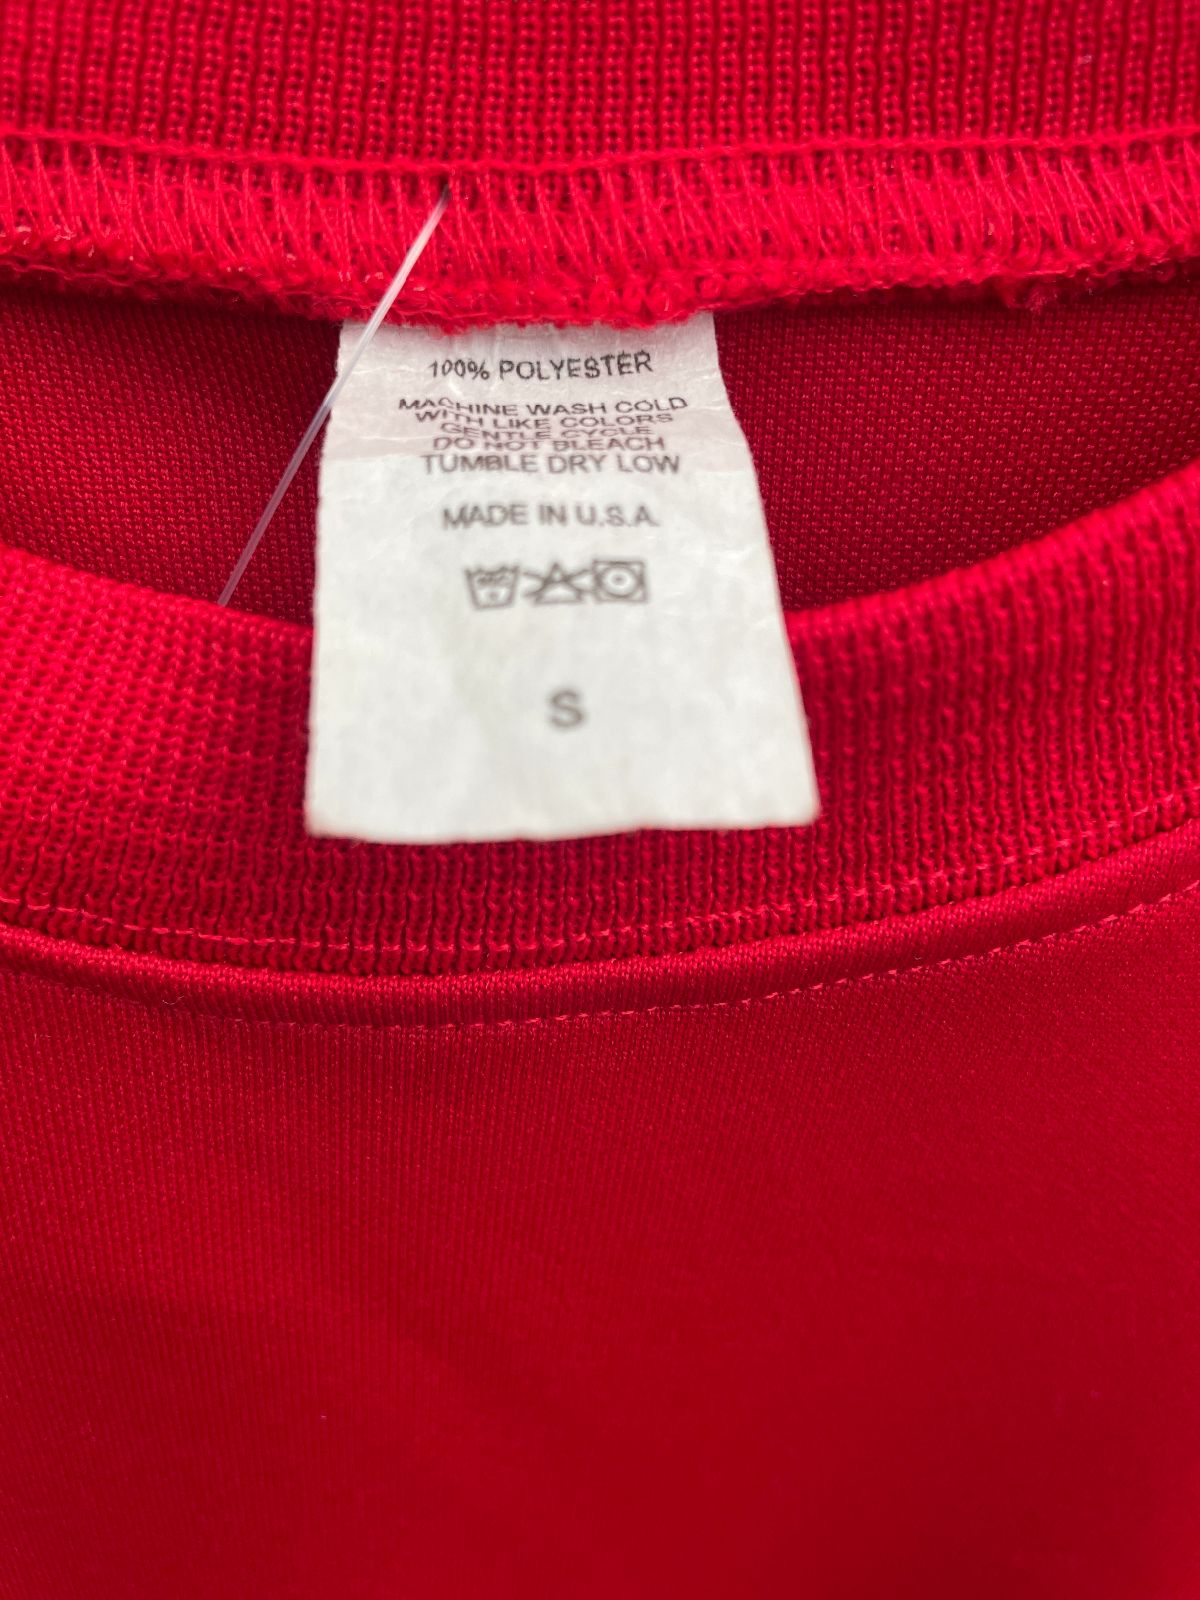 100% POLYESTER
MACHINE WASH COLD
WITH LIKE COLORS
GENTLE CYCLE
DO NOT BLEACH
TUMBLE DRY LOW
MADE IN U.S.A.
S